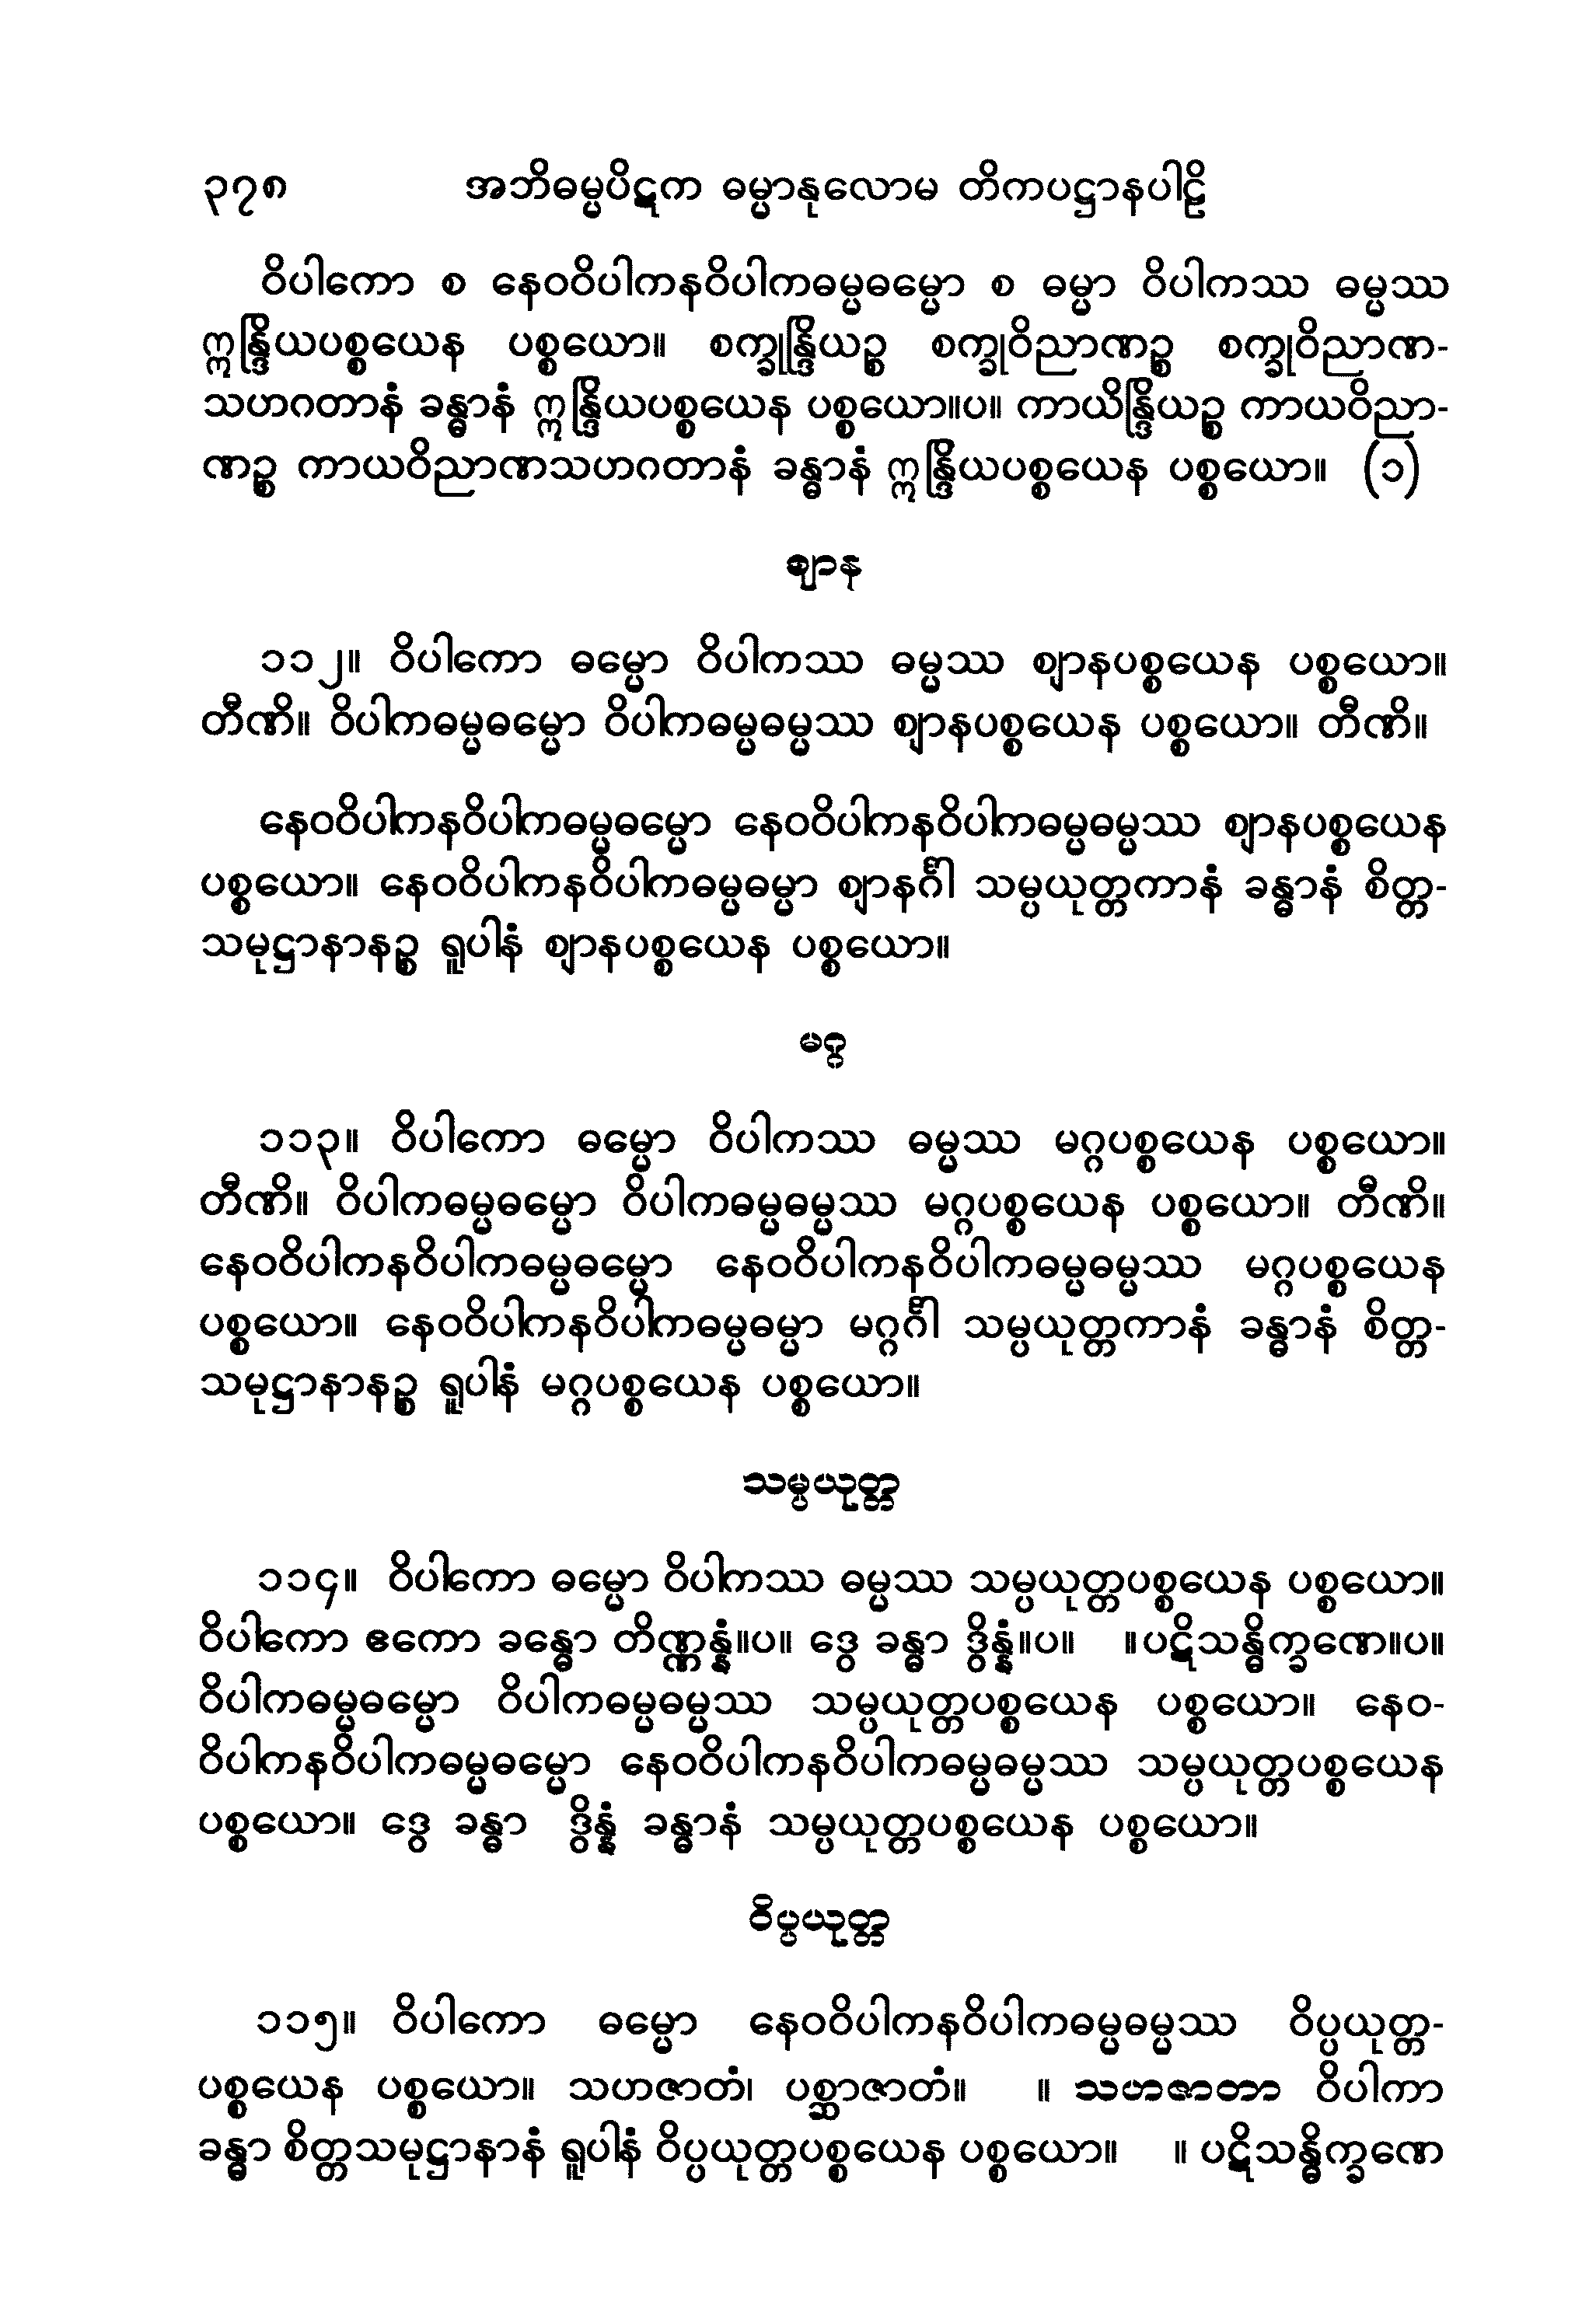 ၃၇၈ အဘိဓမ္မပိဋက ဓမ္မာနုလောမ တိကပဋ္ဌာနပါဠိ
ဝိပါကော စ နေဝဝိပါကနဝိပါကဓမ္မဓမ္မော စ ဓမ္မာ ဝိပါကဿ ဓမ္မဿ
ဣန္ဒြိယပစ္စယေန ပစ္စယော။ စက္ခုန္ဒြိယဉ္စ စက္ခုဝိညာဏဉ္စ စက္ခုဝိညာဏ-
သဟဂတာနံ ခန္ဓာနံ ဣန္ဒြိယပစ္စယေန ပစ္စယော။ပ။ ကာယိန္ဒြိယဉ္စ ကာယဝိညာ-
ဏဉ္စ ကာယဝိညာဏသဟဂတာနံ ခန္ဓာနံ ဣန္ဒြိယပစ္စယေန ပစ္စယော။ (၁)
ဈာန
၁၁၂။ ဝိပါကော ဓမ္မော ဝိပါကဿ ဓမ္မဿ ဈာနပစ္စယေန ပစ္စယော။
တီဏိ။ ဝိပါကဓမ္မဓမ္မော ဝိပါကဓမ္မဓမ္မဿ ဈာနပစ္စယေန ပစ္စယော။ တီဏိ။
နေဝဝိပါကနဝိပါကဓမ္မဓမ္မော နေဝဝိပါကနဝိပါကဓမ္မဓမ္မဿ ဈာနပစ္စယေန
ပစ္စယော။ နေဝဝိပါကနဝိပါကဓမ္မဓမ္မာ ဈာနင်္ဂါ သမ္ပယုတ္တကာနံ ခန္ဓာနံ စိတ္တ-
သမုဋ္ဌာနာနဉ္စ ရူပါနံ ဈာနပစ္စယေန ပစ္စယော။
မဂ္ဂ
၁၁၃။ ဝိပါကော ဓမ္မော ဝိပါကဿ ဓမ္မဿ မဂ္ဂပစ္စယေန ပစ္စယော။
တီဏိ။ ဝိပါကဓမ္မဓမ္မော ဝိပါကဓမ္မဓမ္မဿ မဂ္ဂပစ္စယေန ပစ္စယော။ တီဏိ။
နေဝဝိပါကနဝိပါကဓမ္မဓမ္မော နေဝဝိပါကနဝိပါကဓမ္မဓမ္မဿ မဂ္ဂပစ္စယေန
ပစ္စယော။ နေဝဝိပါကနဝိပါကဓမ္မဓမ္မာ မဂ္ဂင်္ဂါ သမ္ပယုတ္တကာနံ ခန္ဓာနံ စိတ္တ-
သမုဋ္ဌာနာနဉ္စ ရူပါနံ မဂ္ဂပစ္စယေန ပစ္စယော။
သမ္ပယုတ္တ
၁၁၄။ ဝိပါကော ဓမ္မော ဝိပါကဿ ဓမ္မဿ သမ္ပယုတ္တပစ္စယေန ပစ္စယော။
ဝိပါကော ဧကော ခန္ဓော တိဏ္ဏန္နံ။ပ။ ဒွေ ခန္ဓာ ဒွိန္နံ။ပ။ ။ပဋိသန္ဓိက္ခဏေ။ပ။
ဝိပါကဓမ္မဓမ္မော ဝိပါကဓမ္မဓမ္မဿ သမ္ပယုတ္တပစ္စယေန ပစ္စယော။ နေဝ-
ဝိပါကနဝိပါကဓမ္မဓမ္မော နေဝဝိပါကနဝိပါကဓမ္မဓမ္မဿ သမ္ပယုတ္တပစ္စယေန
ပစ္စယော။ ဒွေ ခန္ဓာ ဒွိန္နံ ခန္ဓာနံ သမ္ပယုတ္တပစ္စယေန ပစ္စယော။
ဝိပ္ပယုတ္တ
၁၁၅။ ဝိပါကော ဓမ္မော နေဝဝိပါကနဝိပါကဓမ္မဓမ္မဿ ဝိပ္ပယုတ္တ-
ပစ္စယေန ပစ္စယော။ သဟဇာတံ၊ ပစ္ဆာဇာတံ။ ။ သဟဇာတာ ဝိပါကာ
ခန္ဓာ စိတ္တသမုဋ္ဌာနာနံ ရူပါနံ ဝိပ္ပယုတ္တပစ္စယေန ပစ္စယော။ ။ ပဋိသန္ဓိက္ခဏေ